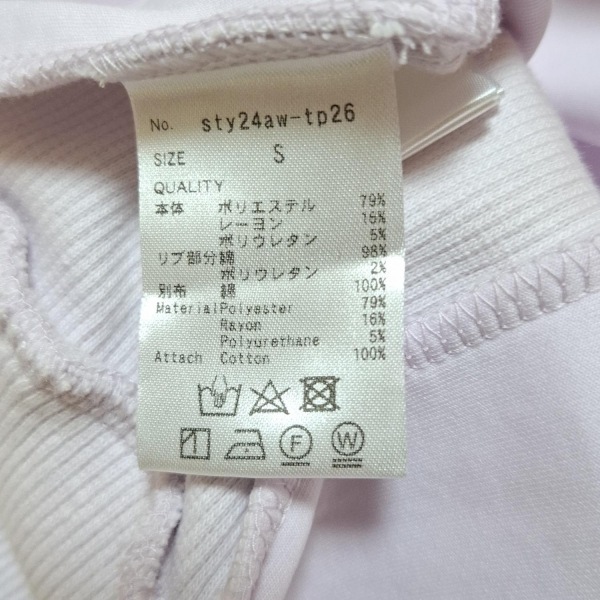 No. sty24aw-tp26
SIZE S
QUALITY
本体 ポリエステル 79%
レーヨン 16%
ポリウレタン 5%
リブ部分 綿 98%
ポリウレタン 2%
別布 綿 100%
Material Polyester 79%
Rayon 16%
Polyurethane 5%
Attach Cotton 100%
F W